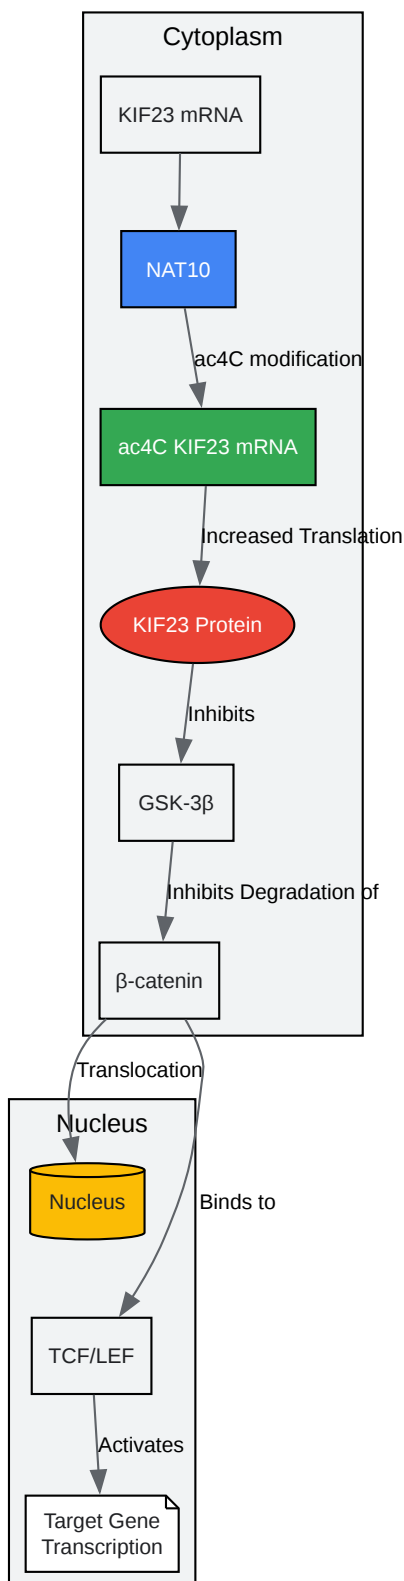 Cytoplasm
KIF23 mRNA
NAT10
ac4C modification
ac4C KIF23 mRNA
Increased Translation
KIF23 Protein
Inhibits
GSK-3β
Inhibits Degradation of
β-catenin
Translocation
Nucleus
Nucleus
Binds to
TCF/LEF
Activates
Target Gene
Transcription